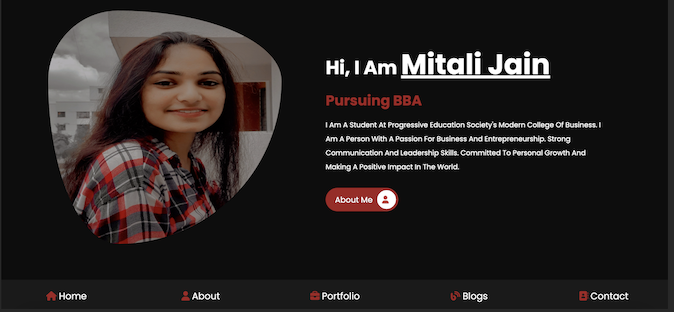 Hi, I Am Mitali Jain
Pursuing BBA
I Am A Student At Progressive Education Society's Modern College Of Business. I
Am A Person With A Passion For Business And Entrepreneurship. Strong
Communication And Leadership Skills. Committed To Personal Growth And
Making A Positive Impact In The World.
About Me
Home About Portfolio Blogs Contact